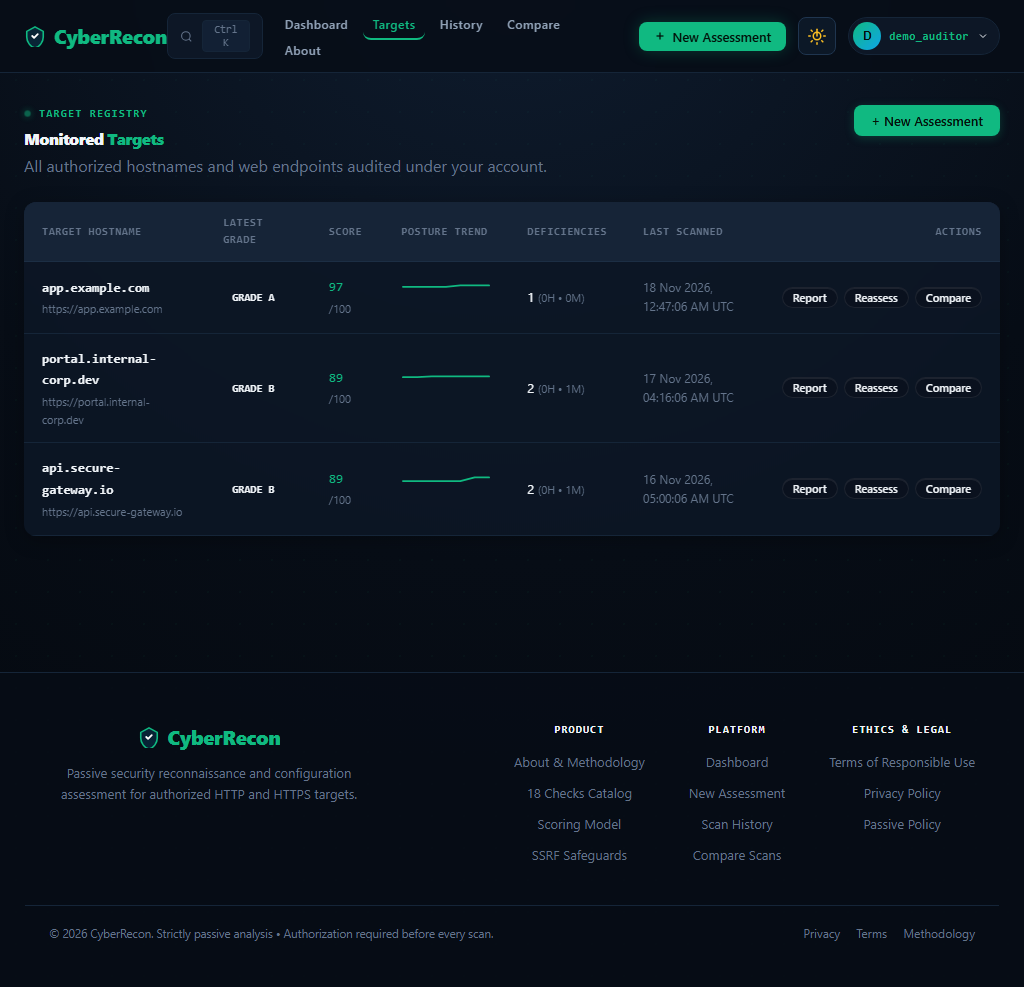 CyberRecon
Ctrl
K
Dashboard
Targets
History
Compare
About
+ New Assessment
D
demo_auditor
TARGET REGISTRY
Monitored Targets
All authorized hostnames and web endpoints audited under your account.
+ New Assessment
TARGET HOSTNAME
LATEST
GRADE
SCORE
POSTURE TREND
DEFICIENCIES
LAST SCANNED
ACTIONS
app.example.com
https://app.example.com
GRADE A
97
/100
1 (0H • 0M)
18 Nov 2026,
12:47:06 AM UTC
Report
Reassess
Compare
portal.internal-
corp.dev
https://portal.internal-
corp.dev
GRADE B
89
/100
2 (0H • 1M)
17 Nov 2026,
04:16:06 AM UTC
Report
Reassess
Compare
api.secure-
gateway.io
https://api.secure-gateway.io
GRADE B
89
/100
2 (0H • 1M)
16 Nov 2026,
05:00:06 AM UTC
Report
Reassess
Compare
CyberRecon
Passive security reconnaissance and configuration
assessment for authorized HTTP and HTTPS targets.
PRODUCT
About & Methodology
18 Checks Catalog
Scoring Model
SSRF Safeguards
PLATFORM
Dashboard
New Assessment
Scan History
Compare Scans
ETHICS & LEGAL
Terms of Responsible Use
Privacy Policy
Passive Policy
© 2026 CyberRecon. Strictly passive analysis • Authorization required before every scan.
Privacy
Terms
Methodology